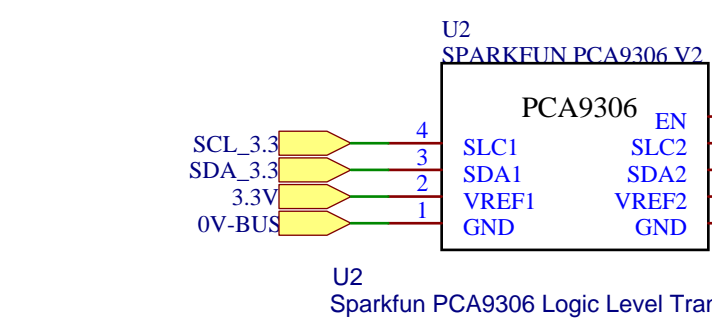 U2
SPARKFUN PCA9306 V2
PCA9306
EN
SCL_3.3 4 SLC1 SLC2
SDA_3.3 3 SDA1 SDA2
3.3V 2 VREF1 VREF2
0V-BUS 1 GND GND
U2
Sparkfun PCA9306 Logic Level Tran